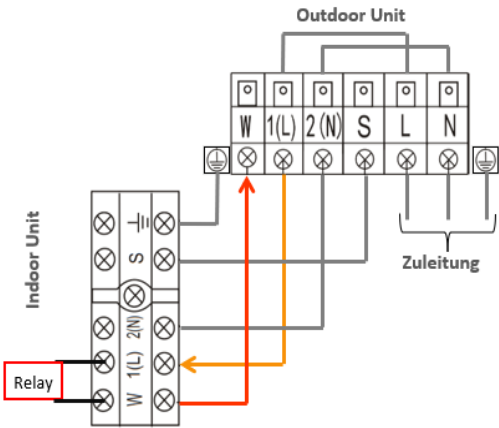 Outdoor Unit
W 1(L) 2(N) S L N
Zuleitung
Indoor Unit
S
2(N)
1(L)
W
Relay